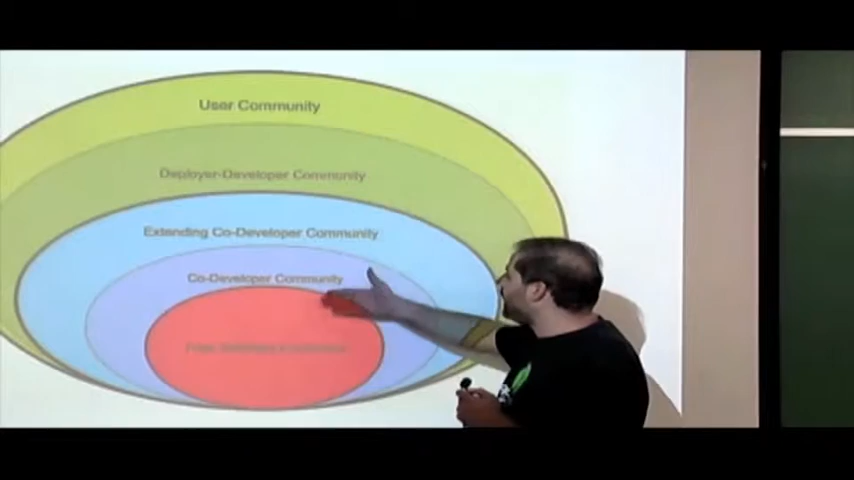 User Community
Deployer-Developer Community
Extending Co-Developer Community
Co-Developer Community